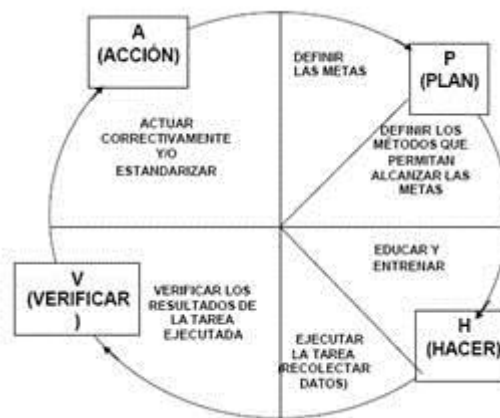 A
(ACCIÓN)
DEFINIR
LAS METAS
P
(PLAN)
ACTUAR
CORRECTIVAMENTE
Y/O
ESTANDARIZAR
DEFINIR LOS
MÉTODOS QUE
PERMITAN
ALCANZAR LAS
METAS
EDUCAR Y
ENTRENAR
V
(VERIFICAR
)
VERIFICAR LOS
RESULTADOS DE
LA TAREA
EJECUTADA
EJECUTAR
LA TAREA
(RECOLECTAR
DATOS)
H
(HACER)